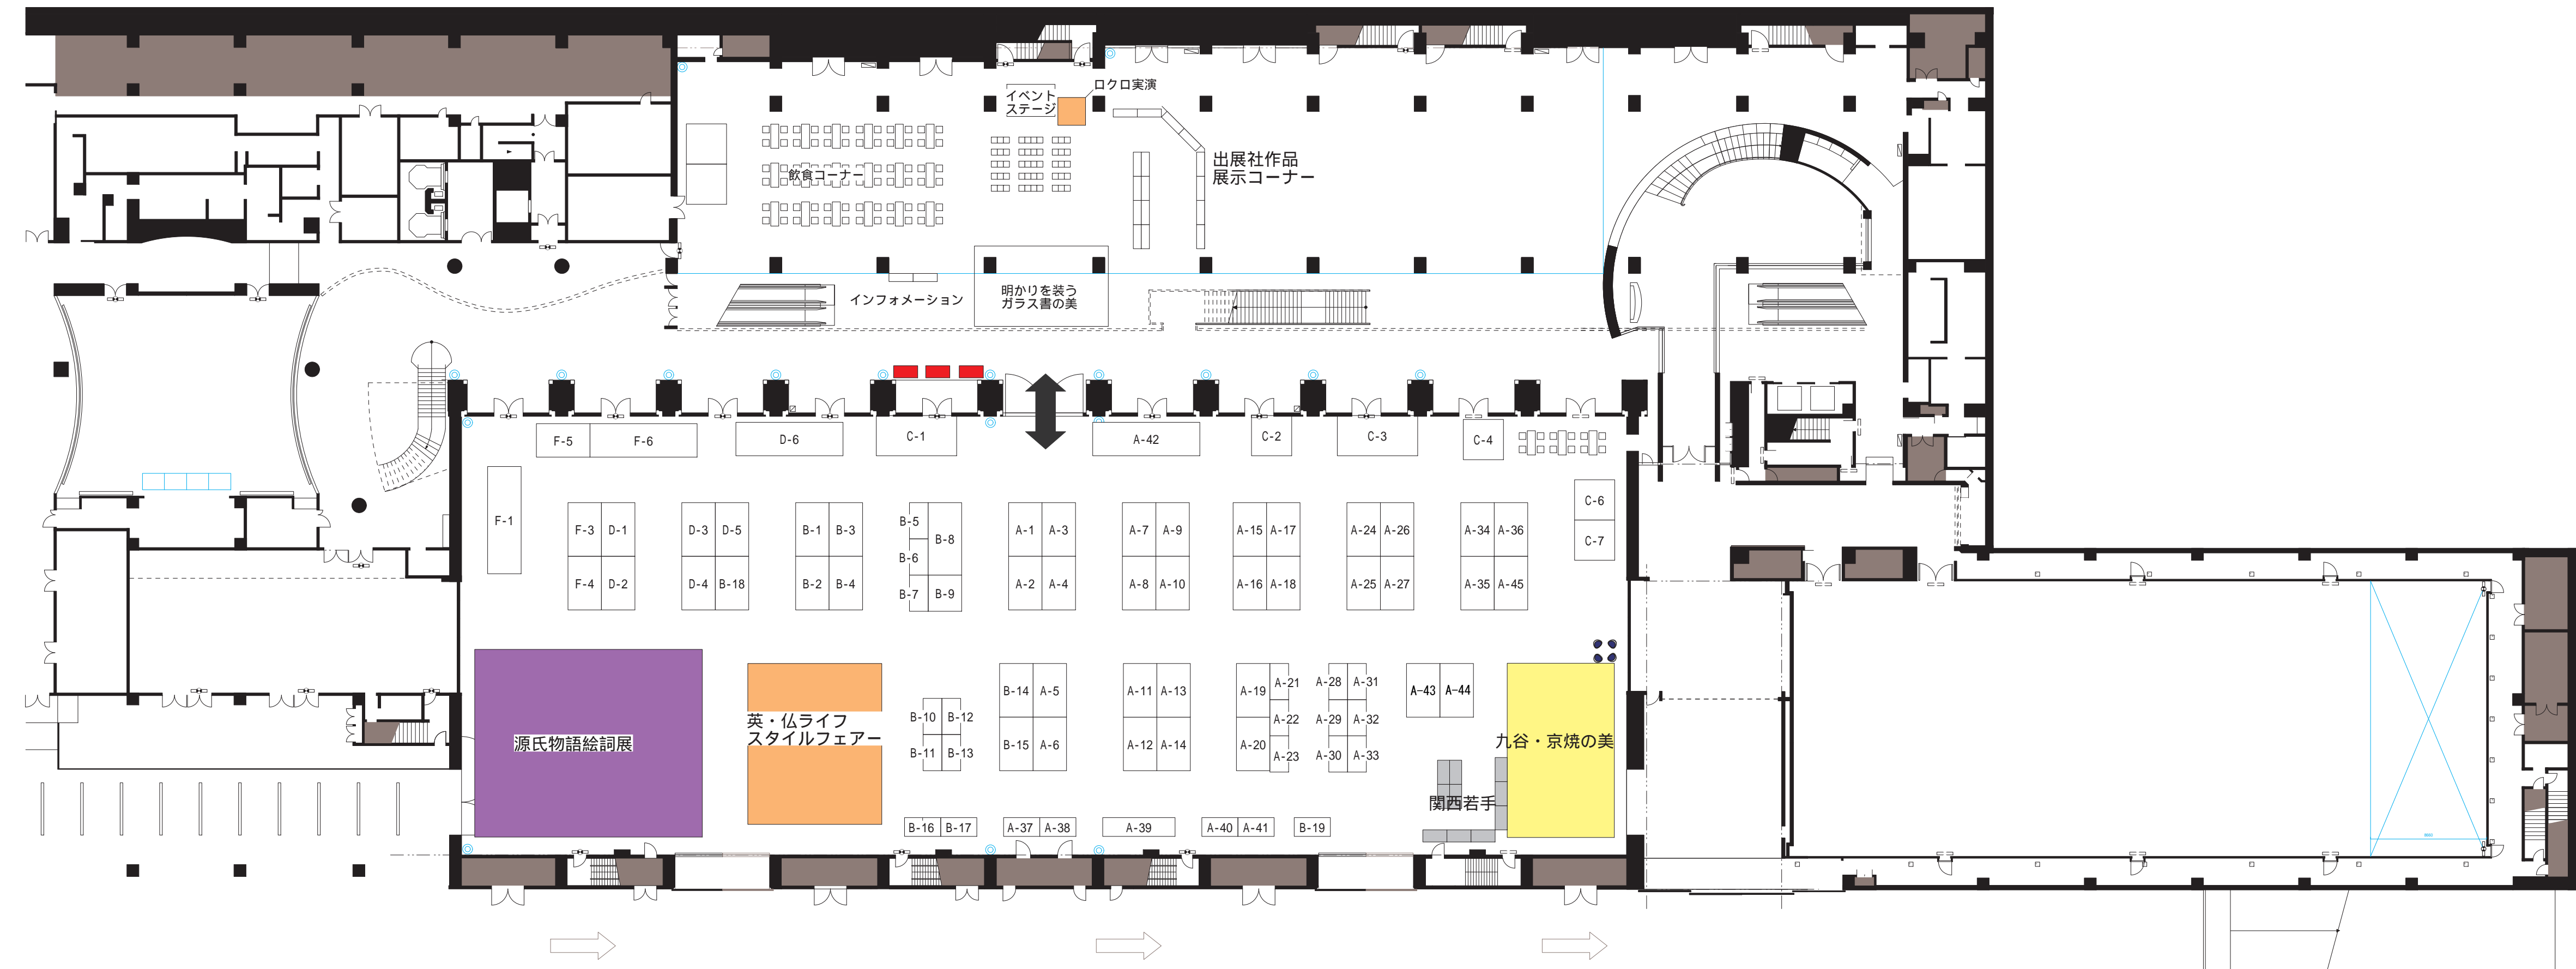 ロクロ実演
イベント
ステージ
出展社作品
展示コーナー
飲食コーナー
インフォメーション
明かりを装う
ガラス書の美
F-5
F-6
D-6
C-1
A-42
C-2
C-3
C-4
F-1
C-6
C-7
F-3
D-1
F-4
D-2
D-3
D-5
D-4
B-18
B-1
B-3
B-2
B-4
B-5
B-6
B-7
B-8
B-9
A-1
A-3
A-2
A-4
A-7
A-9
A-8
A-10
A-15
A-17
A-16
A-18
A-24
A-26
A-25
A-27
A-34
A-36
A-35
A-45
源氏物語絵詞展
英・仏ライフ
スタイルフェアー
B-10
B-12
B-11
B-13
B-14
A-5
B-15
A-6
A-11
A-13
A-12
A-14
A-19
A-20
A-21
A-22
A-23
A-28
A-31
A-29
A-32
A-30
A-33
A-43
A-44
九谷・京焼の美
関西若手
B-16
B-17
A-37
A-38
A-39
A-40
A-41
B-19